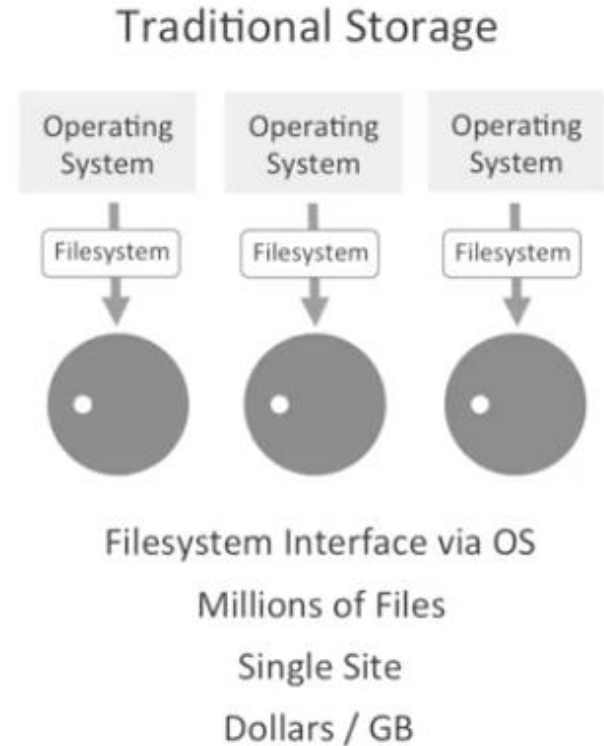 Traditional Storage
Operating System
Operating System
Operating System
Filesystem
Filesystem
Filesystem
Filesystem Interface via OS
Millions of Files
Single Site
Dollars / GB